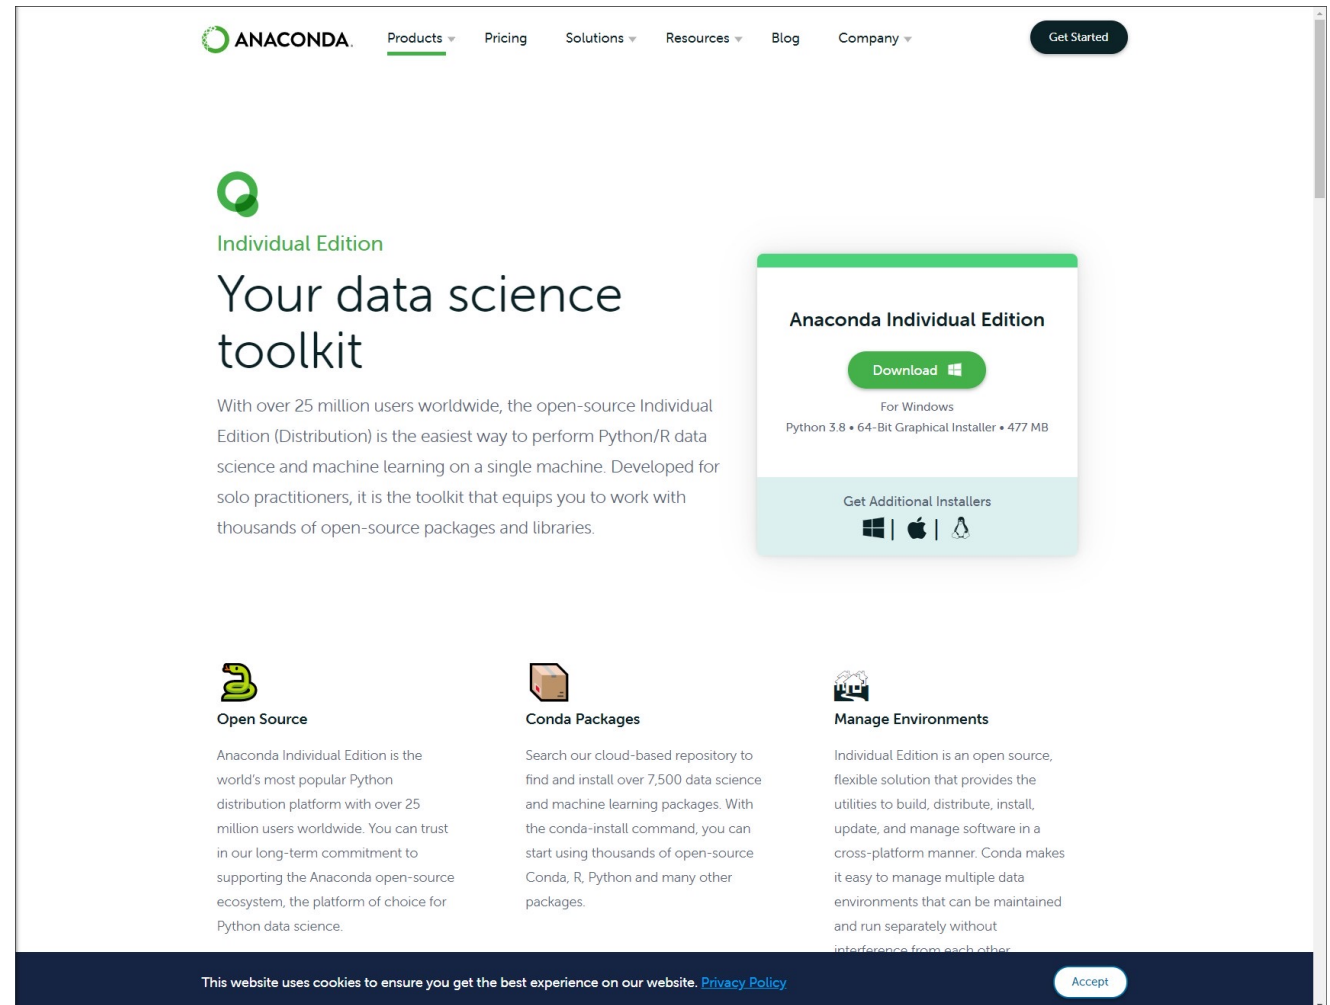 ANACONDA.
Products
Pricing
Solutions
Resources
Blog
Company
Get Started
Individual Edition
Your data science
toolkit
With over 25 million users worldwide, the open-source Individual
Edition (Distribution) is the easiest way to perform Python/R data
science and machine learning on a single machine. Developed for
solo practitioners, it is the toolkit that equips you to work with
thousands of open-source packages and libraries.
Anaconda Individual Edition
Download
For Windows
Python 3.8 • 64-Bit Graphical Installer • 477 MB
Get Additional Installers
| |
Open Source
Anaconda Individual Edition is the
world's most popular Python
distribution platform with over 25
million users worldwide. You can trust
in our long-term commitment to
supporting the Anaconda open-source
ecosystem, the platform of choice for
Python data science.
Conda Packages
Search our cloud-based repository to
find and install over 7,500 data science
and machine learning packages. With
the conda-install command, you can
start using thousands of open-source
Conda, R, Python and many other
packages.
Manage Environments
Individual Edition is an open source,
flexible solution that provides the
utilities to build, distribute, install,
update, and manage software in a
cross-platform manner. Conda makes
it easy to manage multiple data
environments that can be maintained
and run separately without
interference from each other.
This website uses cookies to ensure you get the best experience on our website. Privacy Policy
Accept